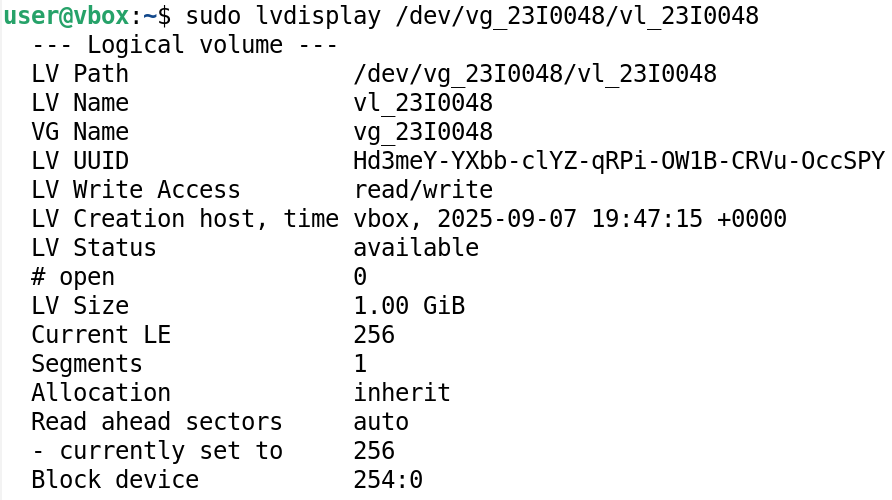 user@vbox:~$ sudo lvdisplay /dev/vg_23I0048/vl_23I0048
--- Logical volume ---
LV Path                /dev/vg_23I0048/vl_23I0048
LV Name                vl_23I0048
VG Name                vg_23I0048
LV UUID                Hd3meY-YXbb-clYZ-qRPi-OW1B-CRVu-OccSPY
LV Write Access        read/write
LV Creation host, time vbox, 2025-09-07 19:47:15 +0000
LV Status              available
# open                 0
LV Size                1.00 GiB
Current LE             256
Segments               1
Allocation             inherit
Read ahead sectors     auto
- currently set to     256
Block device           254:0